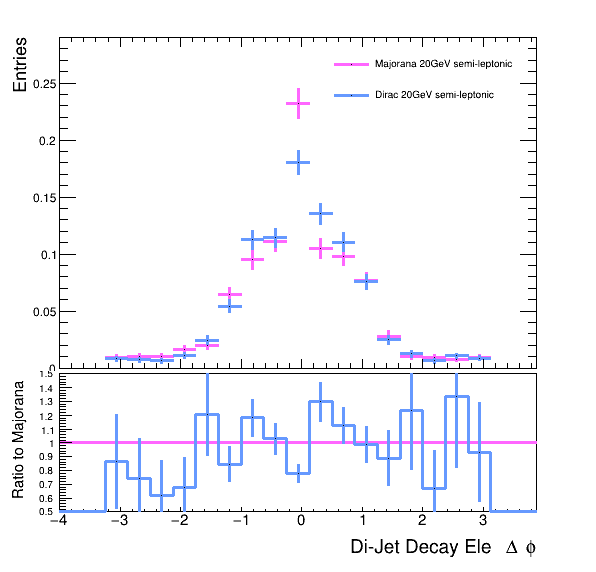 Entries
Majorana 20GeV semi-leptonic
Dirac 20GeV semi-leptonic
0.25
0.2
0.15
0.1
0.05
0
Ratio to Majorana
1.5
1.4
1.3
1.2
1.1
1
0.9
0.8
0.7
0.6
0.5
−4 −3 −2 −1 0 1 2 3
Di-Jet Decay Ele Δ ϕ